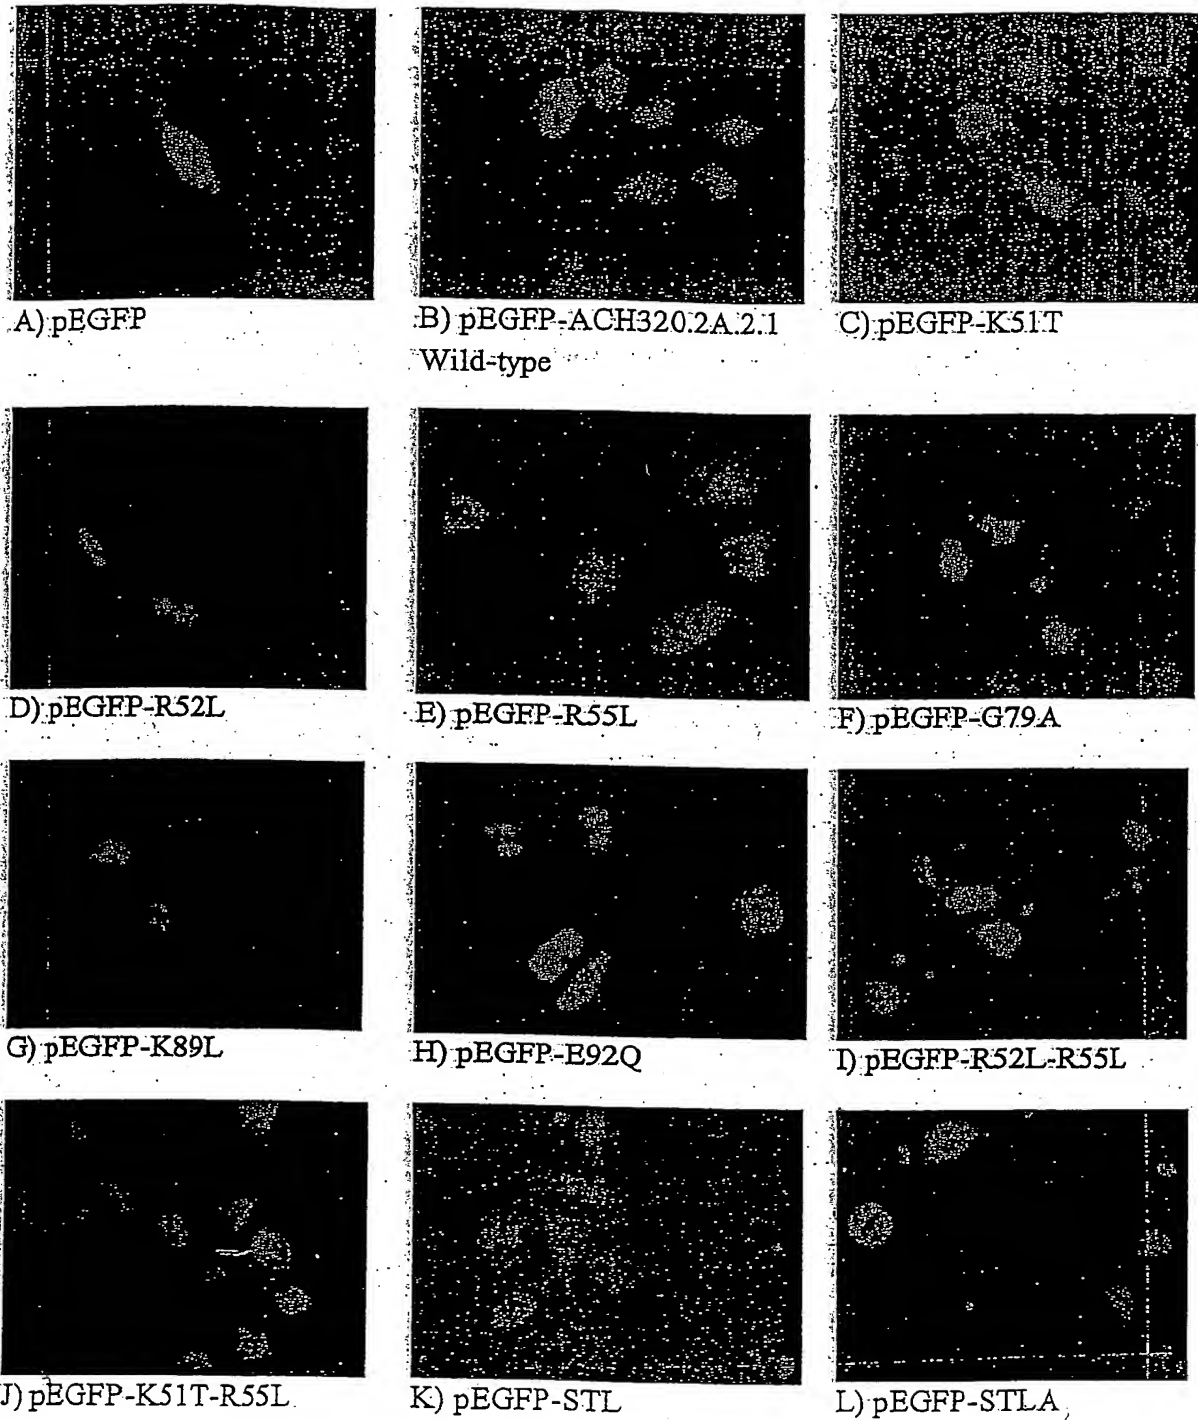 A) pEGFP
B) pEGFP-ACH320.2A.2.1
Wild-type
C) pEGFP-K51T
D) pEGFP-R52L
E) pEGFP-R55L
F) pEGFP-G79A
G) pEGFP-K89L
H) pEGFP-E92Q
I) pEGFP-R52L-R55L
J) pEGFP-K51T-R55L
K) pEGFP-STL
L) pEGFP-STLA